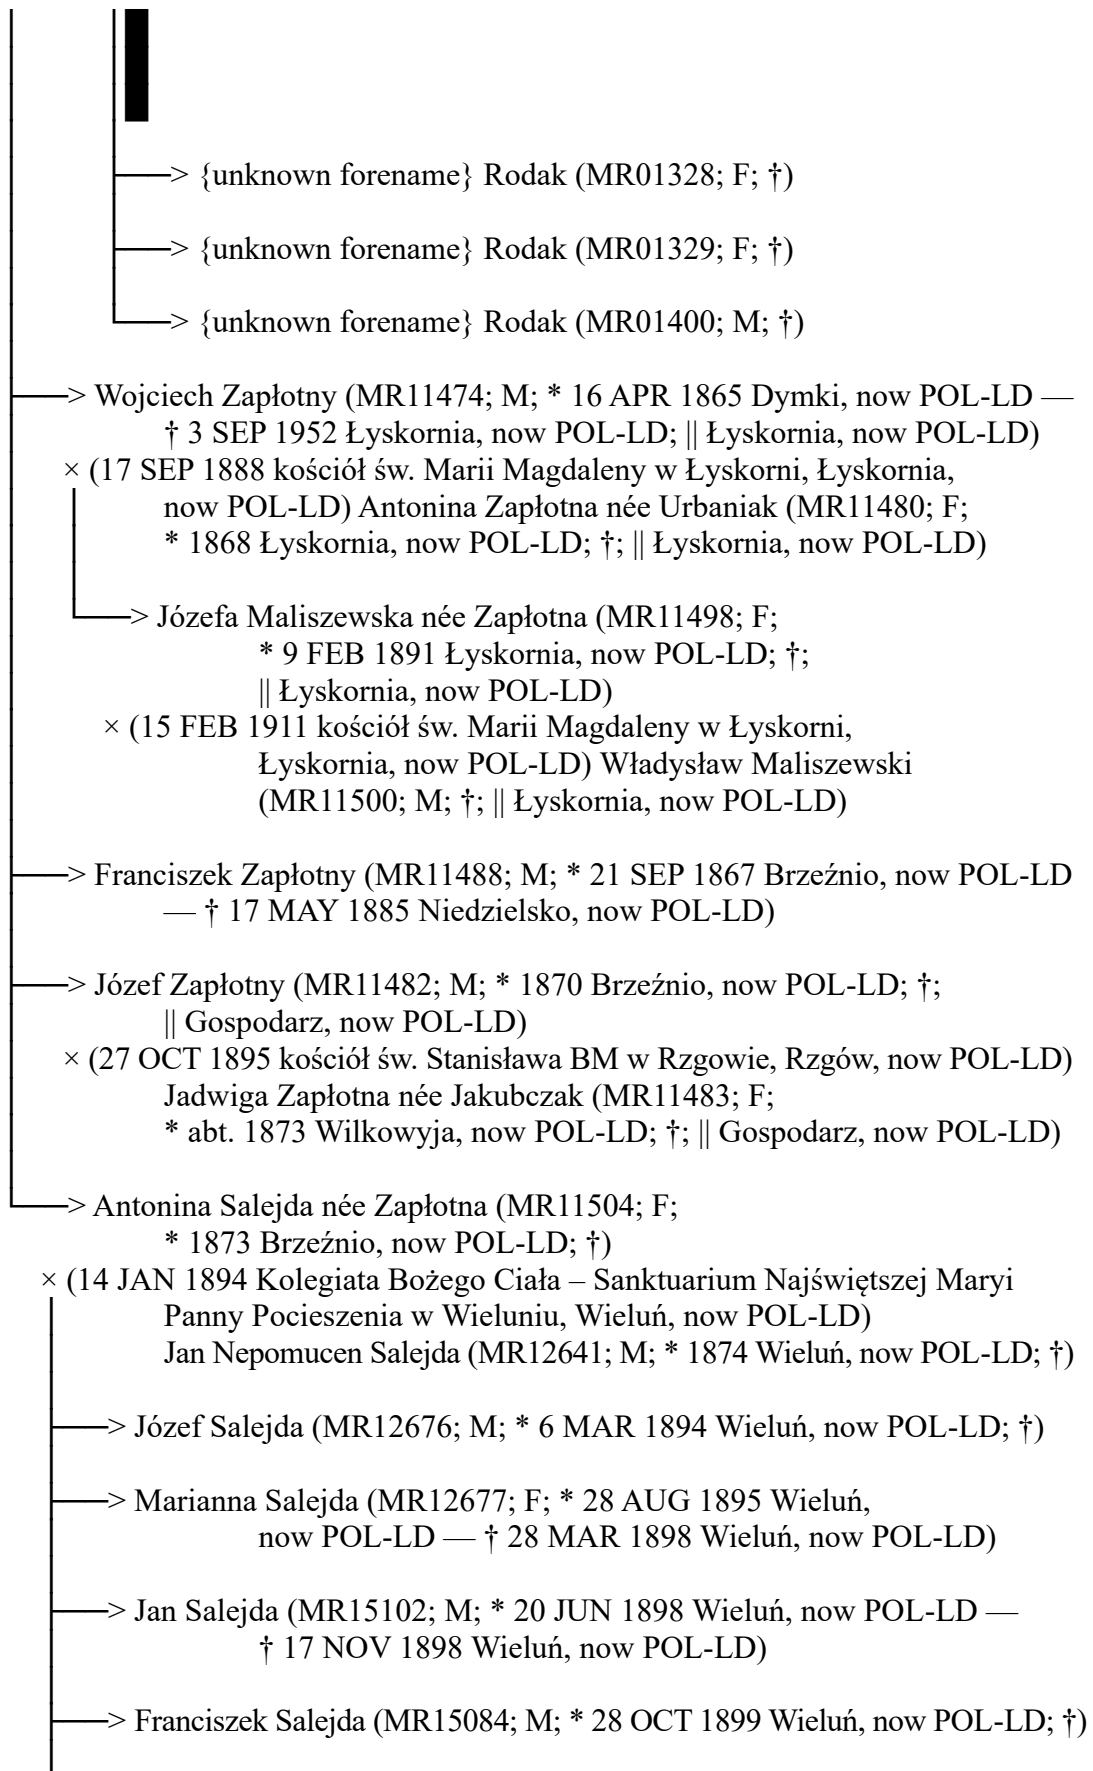 > {unknown forename} Rodak (MR01328; F; †)
> {unknown forename} Rodak (MR01329; F; †)
> {unknown forename} Rodak (MR01400; M; †)
> Wojciech Zapłotny (MR11474; M; * 16 APR 1865 Dymki, now POL-LD —
† 3 SEP 1952 Łyskornia, now POL-LD; || Łyskornia, now POL-LD)
× (17 SEP 1888 kościół św. Marii Magdaleny w Łyskorni, Łyskornia,
now POL-LD) Antonina Zapłotna née Urbaniak (MR11480; F;
* 1868 Łyskornia, now POL-LD; †; || Łyskornia, now POL-LD)
> Józefa Maliszewska née Zapłotna (MR11498; F;
* 9 FEB 1891 Łyskornia, now POL-LD; †;
|| Łyskornia, now POL-LD)
× (15 FEB 1911 kościół św. Marii Magdaleny w Łyskorni,
Łyskornia, now POL-LD) Władysław Maliszewski
(MR11500; M; †; || Łyskornia, now POL-LD)
> Franciszek Zapłotny (MR11488; M; * 21 SEP 1867 Brzeźnio, now POL-LD
— † 17 MAY 1885 Niedzielsko, now POL-LD)
> Józef Zapłotny (MR11482; M; * 1870 Brzeźnio, now POL-LD; †;
|| Gospodarz, now POL-LD)
× (27 OCT 1895 kościół św. Stanisława BM w Rzgowie, Rzgów, now POL-LD)
Jadwiga Zapłotna née Jakubczak (MR11483; F;
* abt. 1873 Wilkowyja, now POL-LD; †; || Gospodarz, now POL-LD)
> Antonina Salejda née Zapłotna (MR11504; F;
* 1873 Brzeźnio, now POL-LD; †)
× (14 JAN 1894 Kolegiata Bożego Ciała – Sanktuarium Najświętszej Maryi
Panny Pocieszenia w Wieluniu, Wieluń, now POL-LD)
Jan Nepomucen Salejda (MR12641; M; * 1874 Wieluń, now POL-LD; †)
> Józef Salejda (MR12676; M; * 6 MAR 1894 Wieluń, now POL-LD; †)
> Marianna Salejda (MR12677; F; * 28 AUG 1895 Wieluń,
now POL-LD — † 28 MAR 1898 Wieluń, now POL-LD)
> Jan Salejda (MR15102; M; * 20 JUN 1898 Wieluń, now POL-LD —
† 17 NOV 1898 Wieluń, now POL-LD)
> Franciszek Salejda (MR15084; M; * 28 OCT 1899 Wieluń, now POL-LD; †)